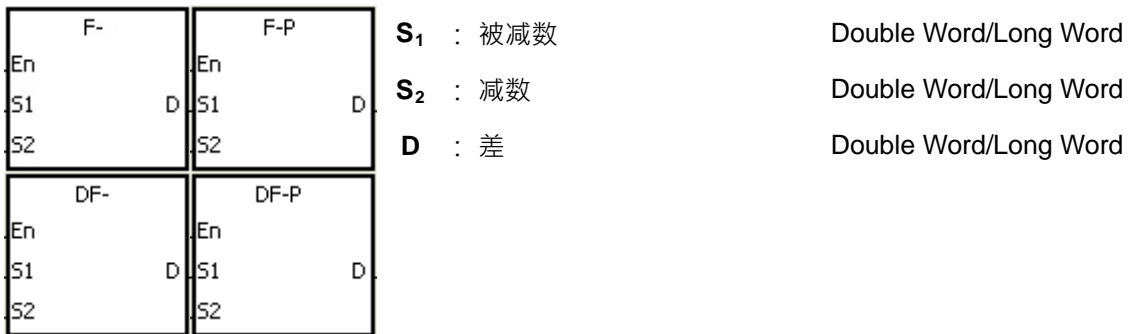 F-
En
S1 D
S2
F-P
En
S1 D
S2
DF-
En
S1 D
S2
DF-P
En
S1 D
S2
S₁ : 被减数 Double Word/Long Word
S₂ : 减数 Double Word/Long Word
D : 差 Double Word/Long Word